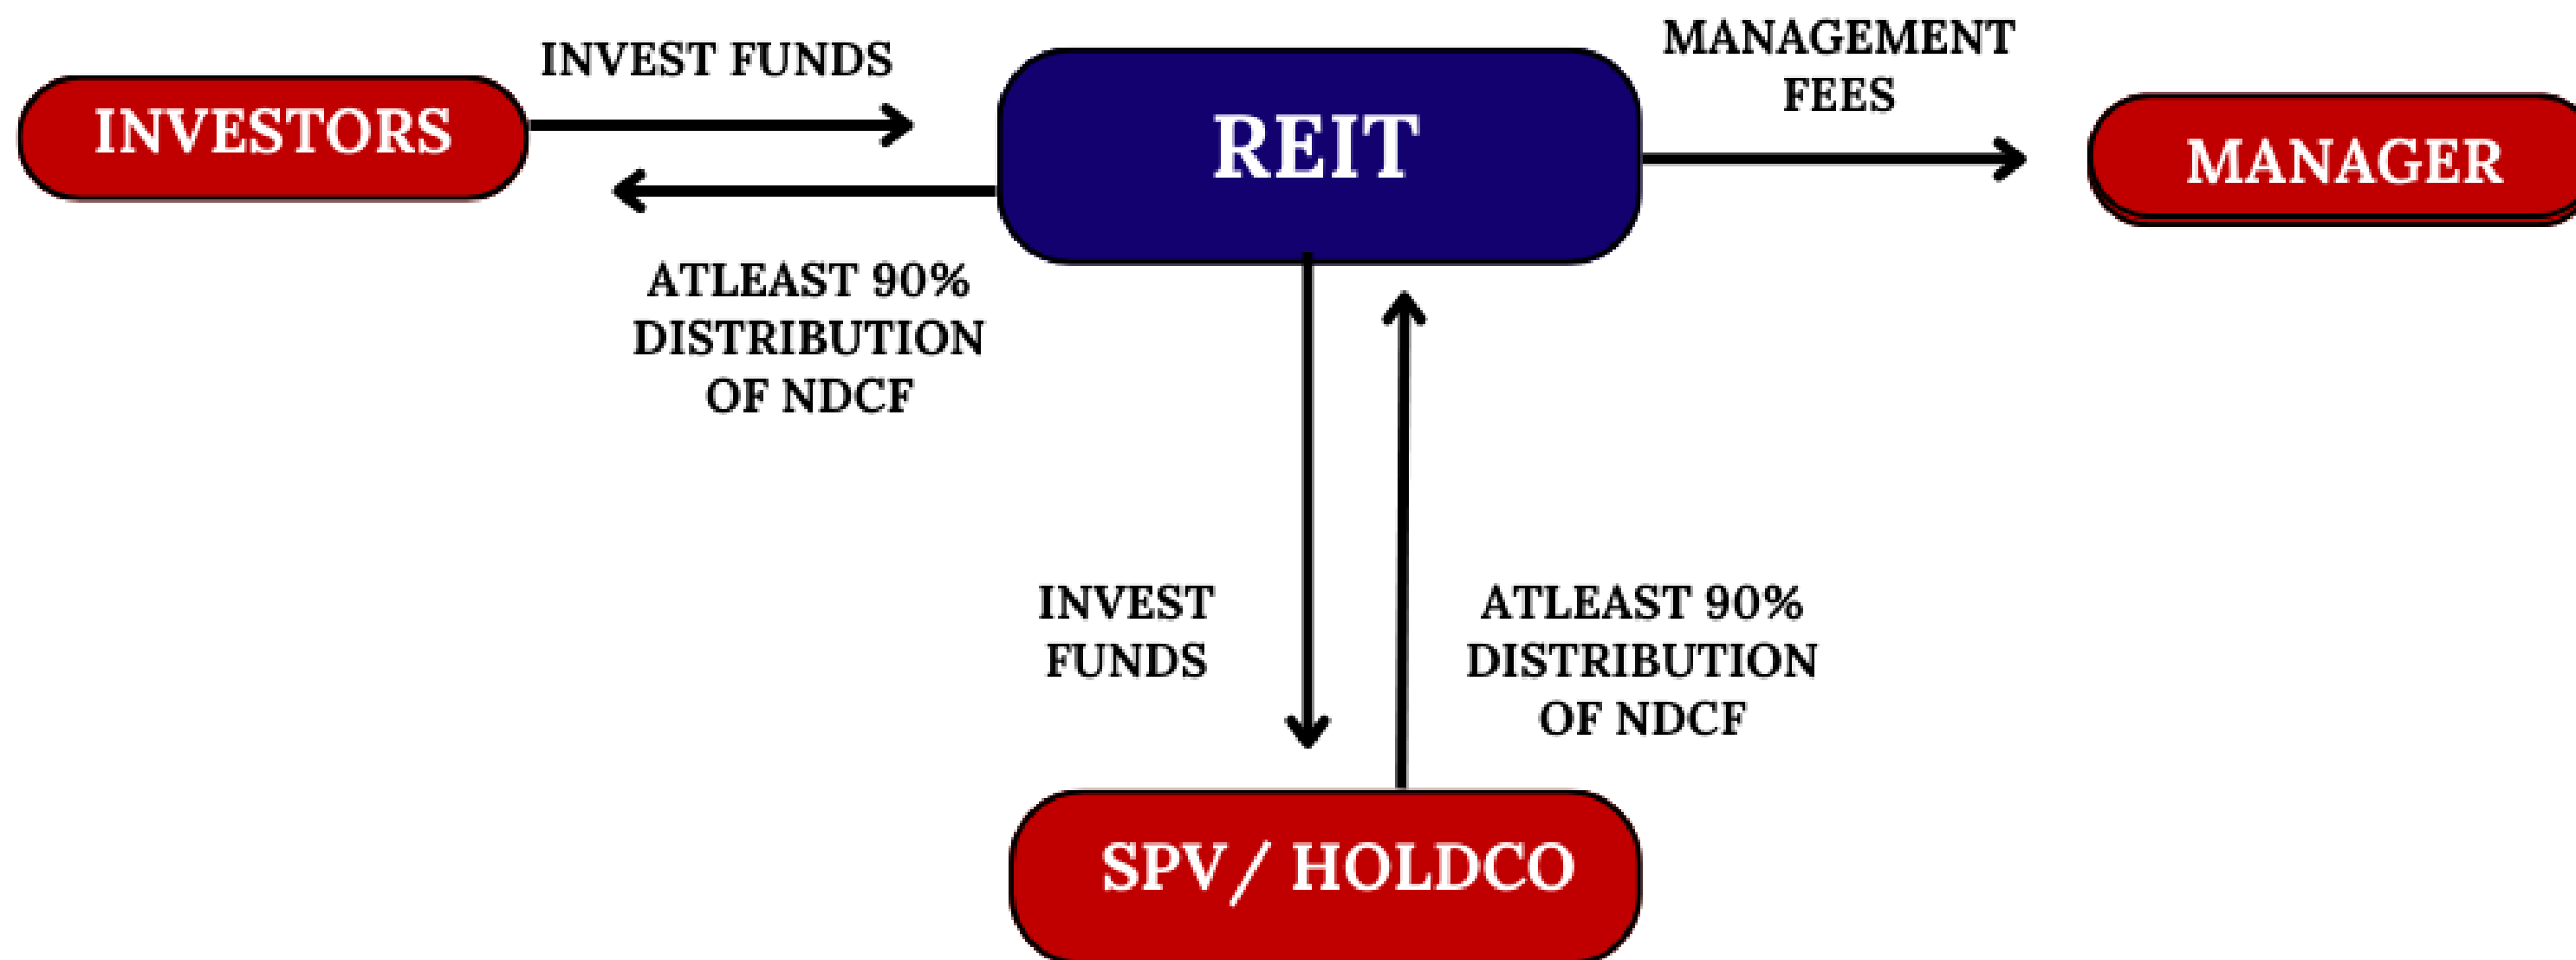 INVESTORS
INVEST FUNDS
ATLEAST 90%
DISTRIBUTION
OF NDCF
REIT
MANAGEMENT
FEES
MANAGER
INVEST
FUNDS
ATLEAST 90%
DISTRIBUTION
OF NDCF
SPV/ HOLDCO